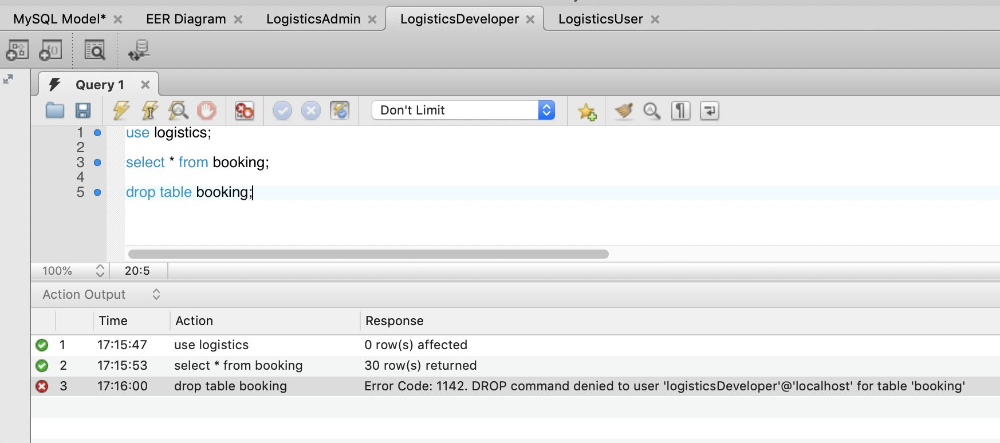 MySQL Model* EER Diagram LogisticsAdmin LogisticsDeveloper LogisticsUser
Query 1
Don't Limit
1 use logistics;
2
3 select * from booking;
4
5 drop table booking;
100% 20:5
Action Output
Time Action Response
1 17:15:47 use logistics 0 row(s) affected
2 17:15:53 select * from booking 30 row(s) returned
3 17:16:00 drop table booking Error Code: 1142. DROP command denied to user 'logisticsDeveloper'@'localhost' for table 'booking'